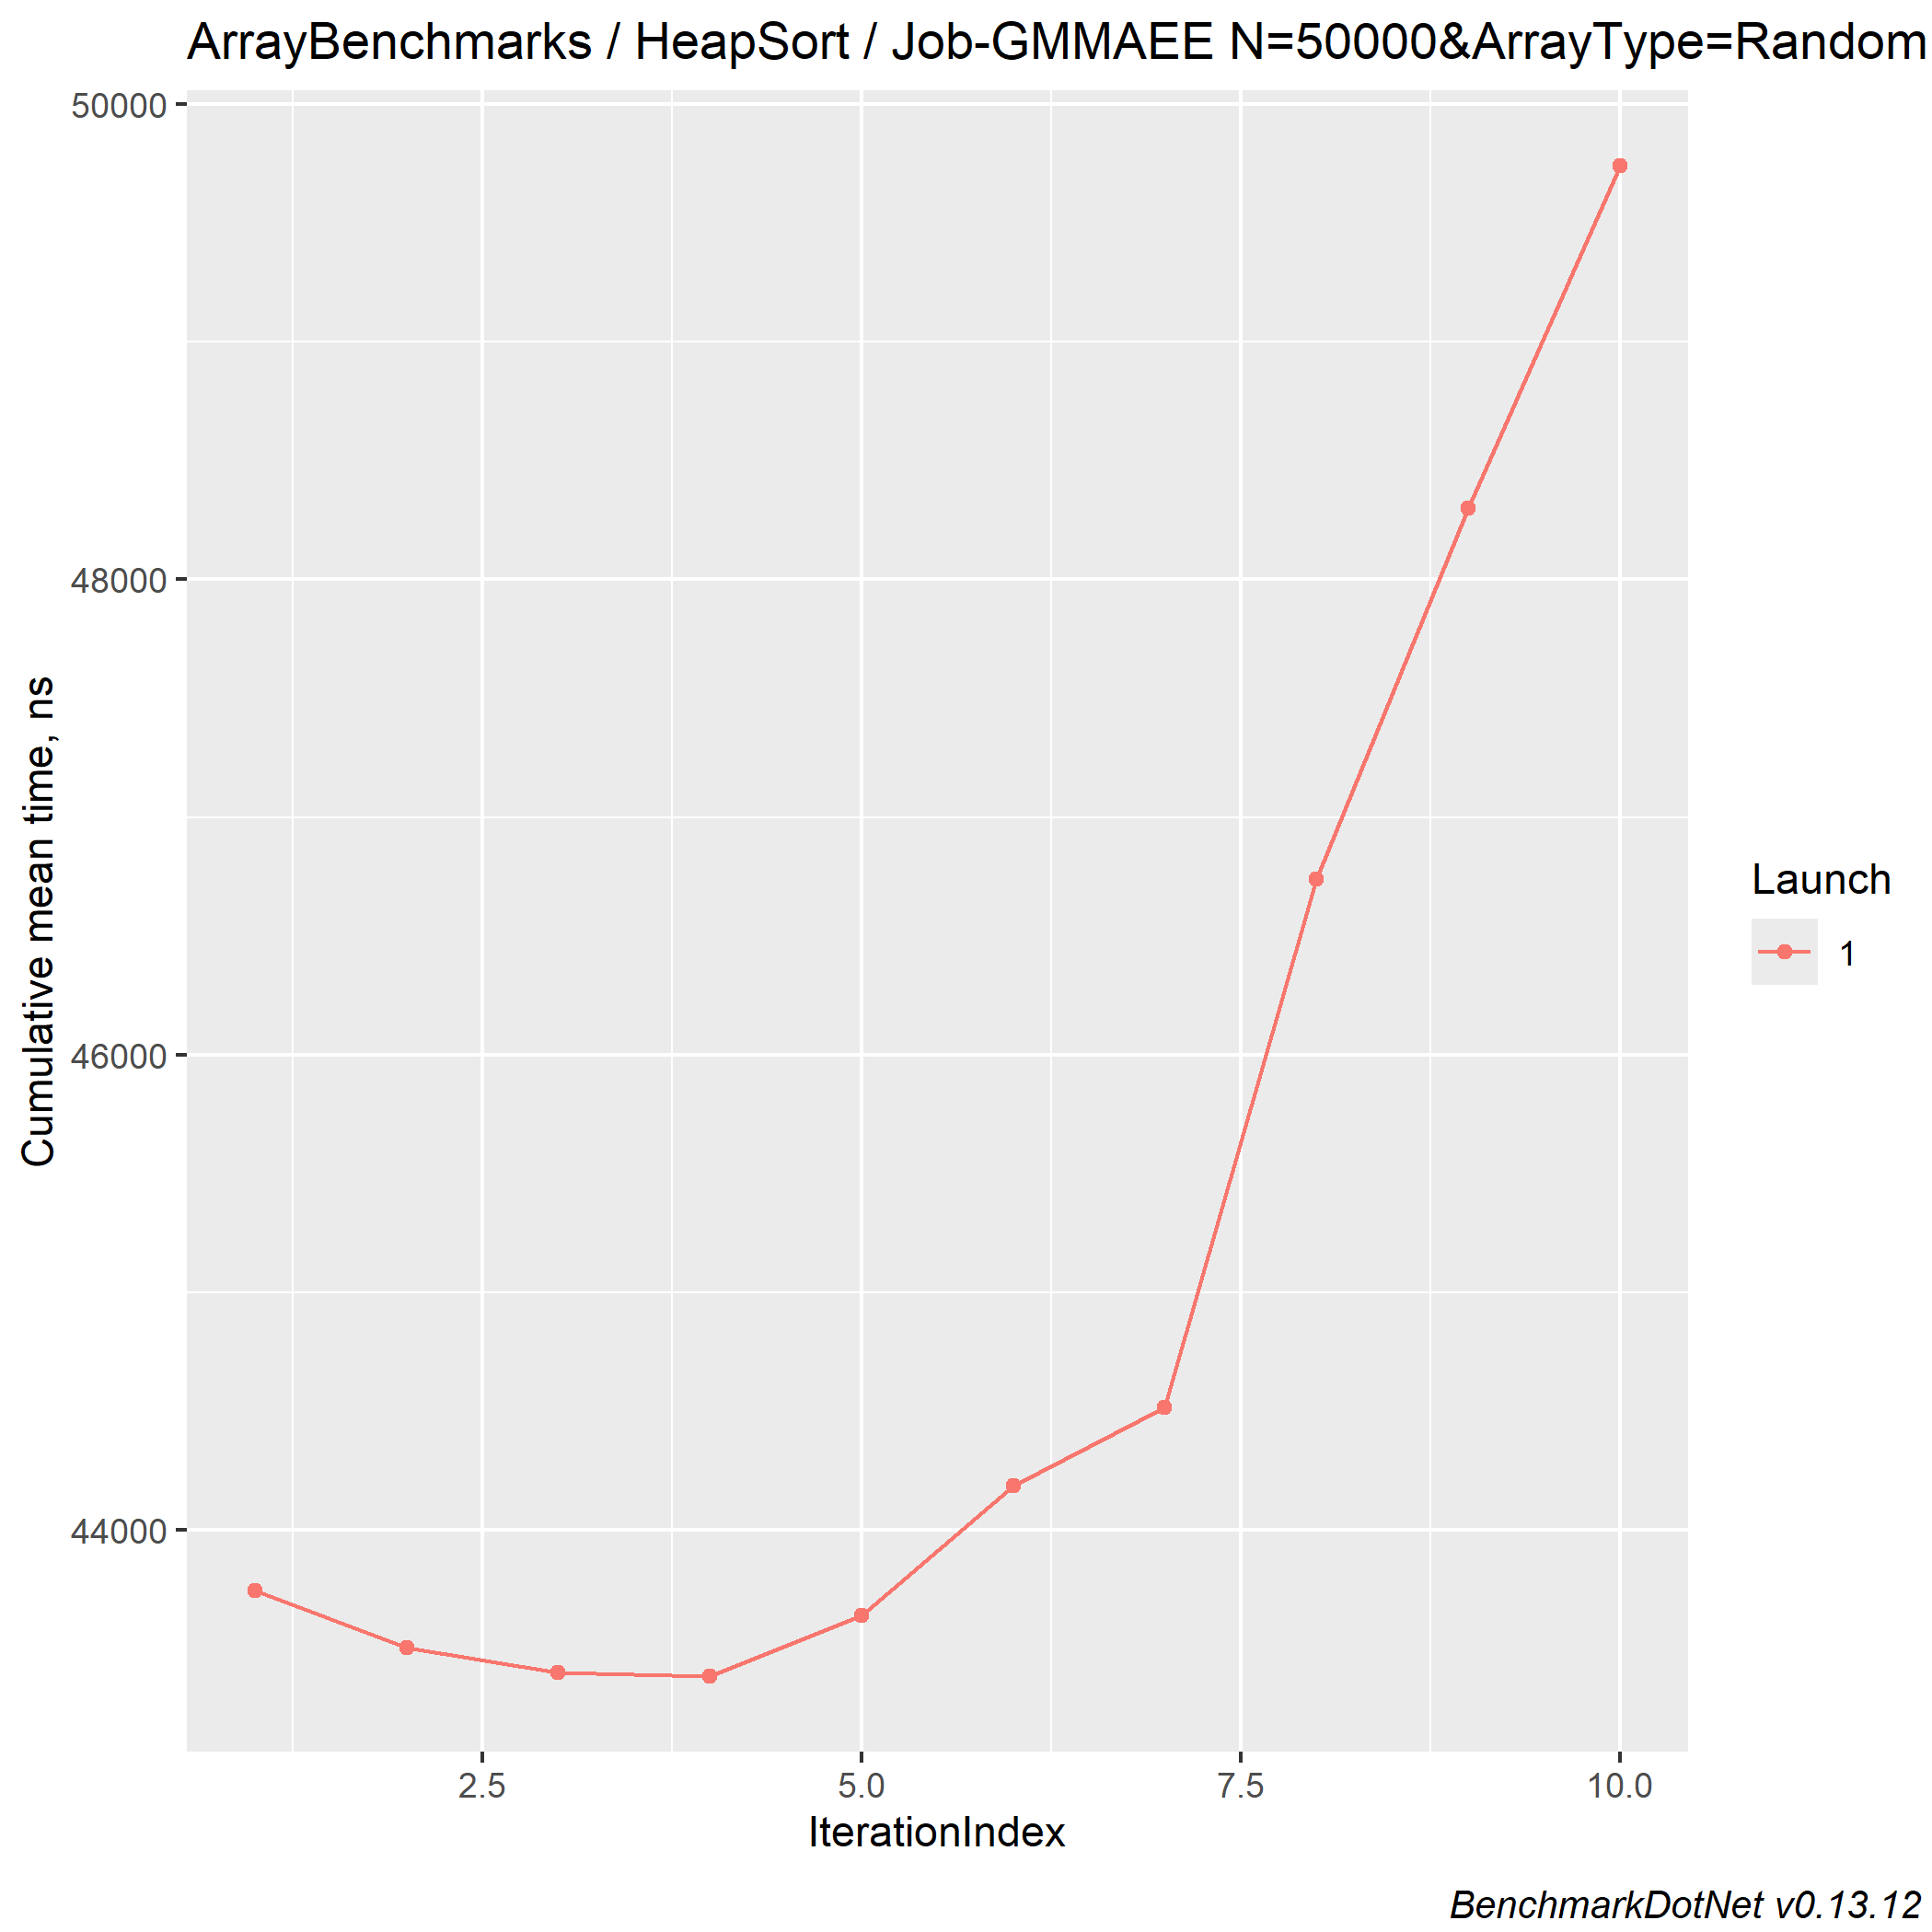 ArrayBenchmarks / HeapSort / Job-GMMAEE N=50000&ArrayType=Random
50000
48000
46000
44000
Cumulative mean time, ns
2.5
5.0
7.5
10.0
IterationIndex
Launch
1
BenchmarkDotNet v0.13.12